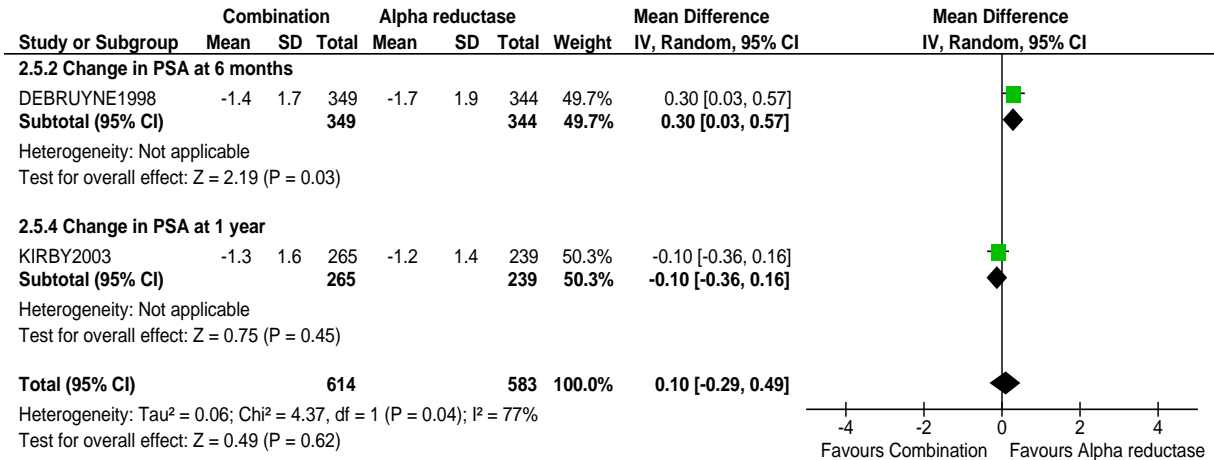 Combination Alpha reductase Mean Difference Mean Difference
Study or Subgroup Mean SD Total Mean SD Total Weight IV, Random, 95% CI IV, Random, 95% CI
2.5.2 Change in PSA at 6 months
DEBRUYNE1998 -1.4 1.7 349 -1.7 1.9 344 49.7% 0.30 [0.03, 0.57]
Subtotal (95% CI) 349 344 49.7% 0.30 [0.03, 0.57]
Heterogeneity: Not applicable
Test for overall effect: Z = 2.19 (P = 0.03)
2.5.4 Change in PSA at 1 year
KIRBY2003 -1.3 1.6 265 -1.2 1.4 239 50.3% -0.10 [-0.36, 0.16]
Subtotal (95% CI) 265 239 50.3% -0.10 [-0.36, 0.16]
Heterogeneity: Not applicable
Test for overall effect: Z = 0.75 (P = 0.45)
Total (95% CI) 614 583 100.0% 0.10 [-0.29, 0.49]
Heterogeneity: Tau² = 0.06; Chi² = 4.37, df = 1 (P = 0.04); I² = 77%
Test for overall effect: Z = 0.49 (P = 0.62)
-4 -2 0 2 4
Favours Combination Favours Alpha reductase